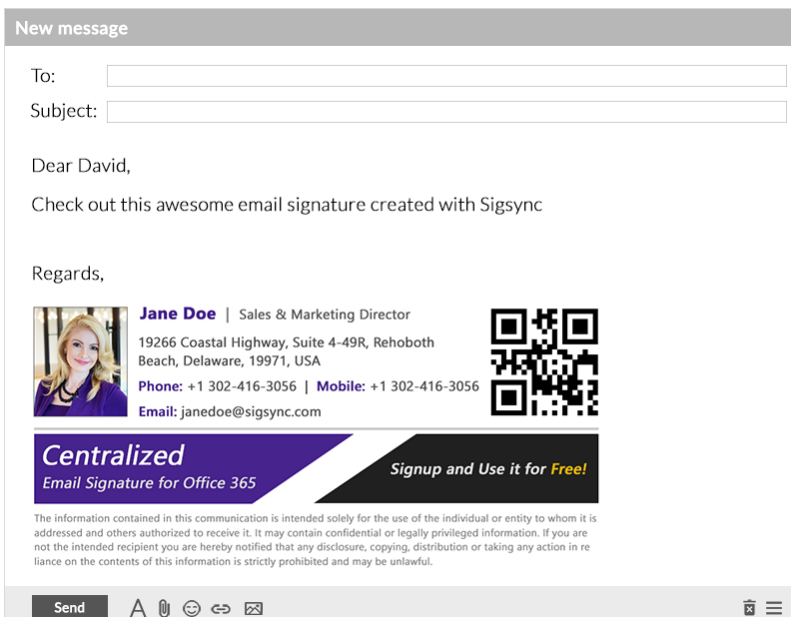 New message
To:
Subject:
Dear David,
Check out this awesome email signature created with Sigsync
Regards,
Jane Doe | Sales & Marketing Director
19266 Coastal Highway, Suite 4-49R, Rehoboth
Beach, Delaware, 19971, USA
Phone: +1 302-416-3056 | Mobile: +1 302-416-3056
Email: janedoe@sigsync.com
Centralized
Email Signature for Office 365
Signup and Use it for Free!
The information contained in this communication is intended solely for the use of the individual or entity to whom it is
addressed and others authorized to receive it. It may contain confidential or legally privileged information. If you are
not the intended recipient you are hereby notified that any disclosure, copying, distribution or taking any action in re
liance on the contents of this information is strictly prohibited and may be unlawful.
Send